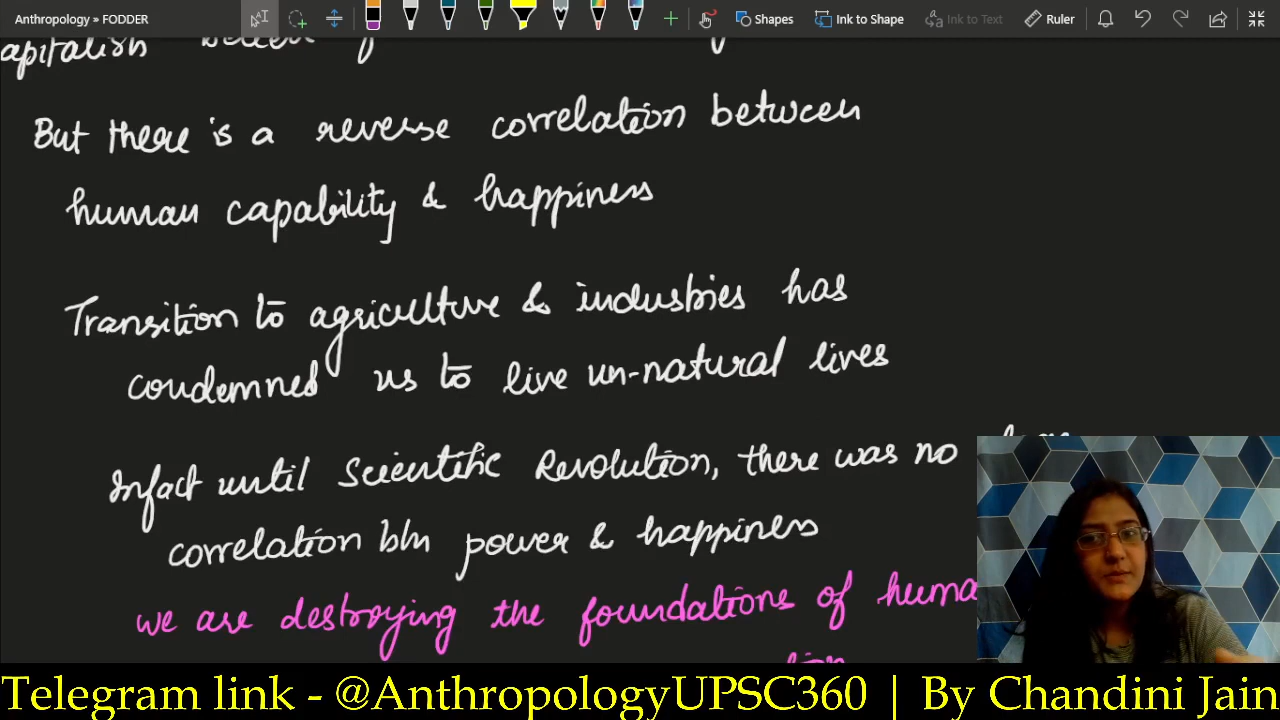 Anthropology » FODDER
Shapes
Ink to Shape
Ink to Text
Ruler
But there is a reverse correlation between
human capability & happiness
Transition to agriculture & industries has
condemned us to live un-natural lives
Infact until Scientific Revolution, there was no
correlation b/n power & happiness
we are destroying the foundations of huma
Telegram link - @AnthropologyUPSC360 | By Chandini Jain